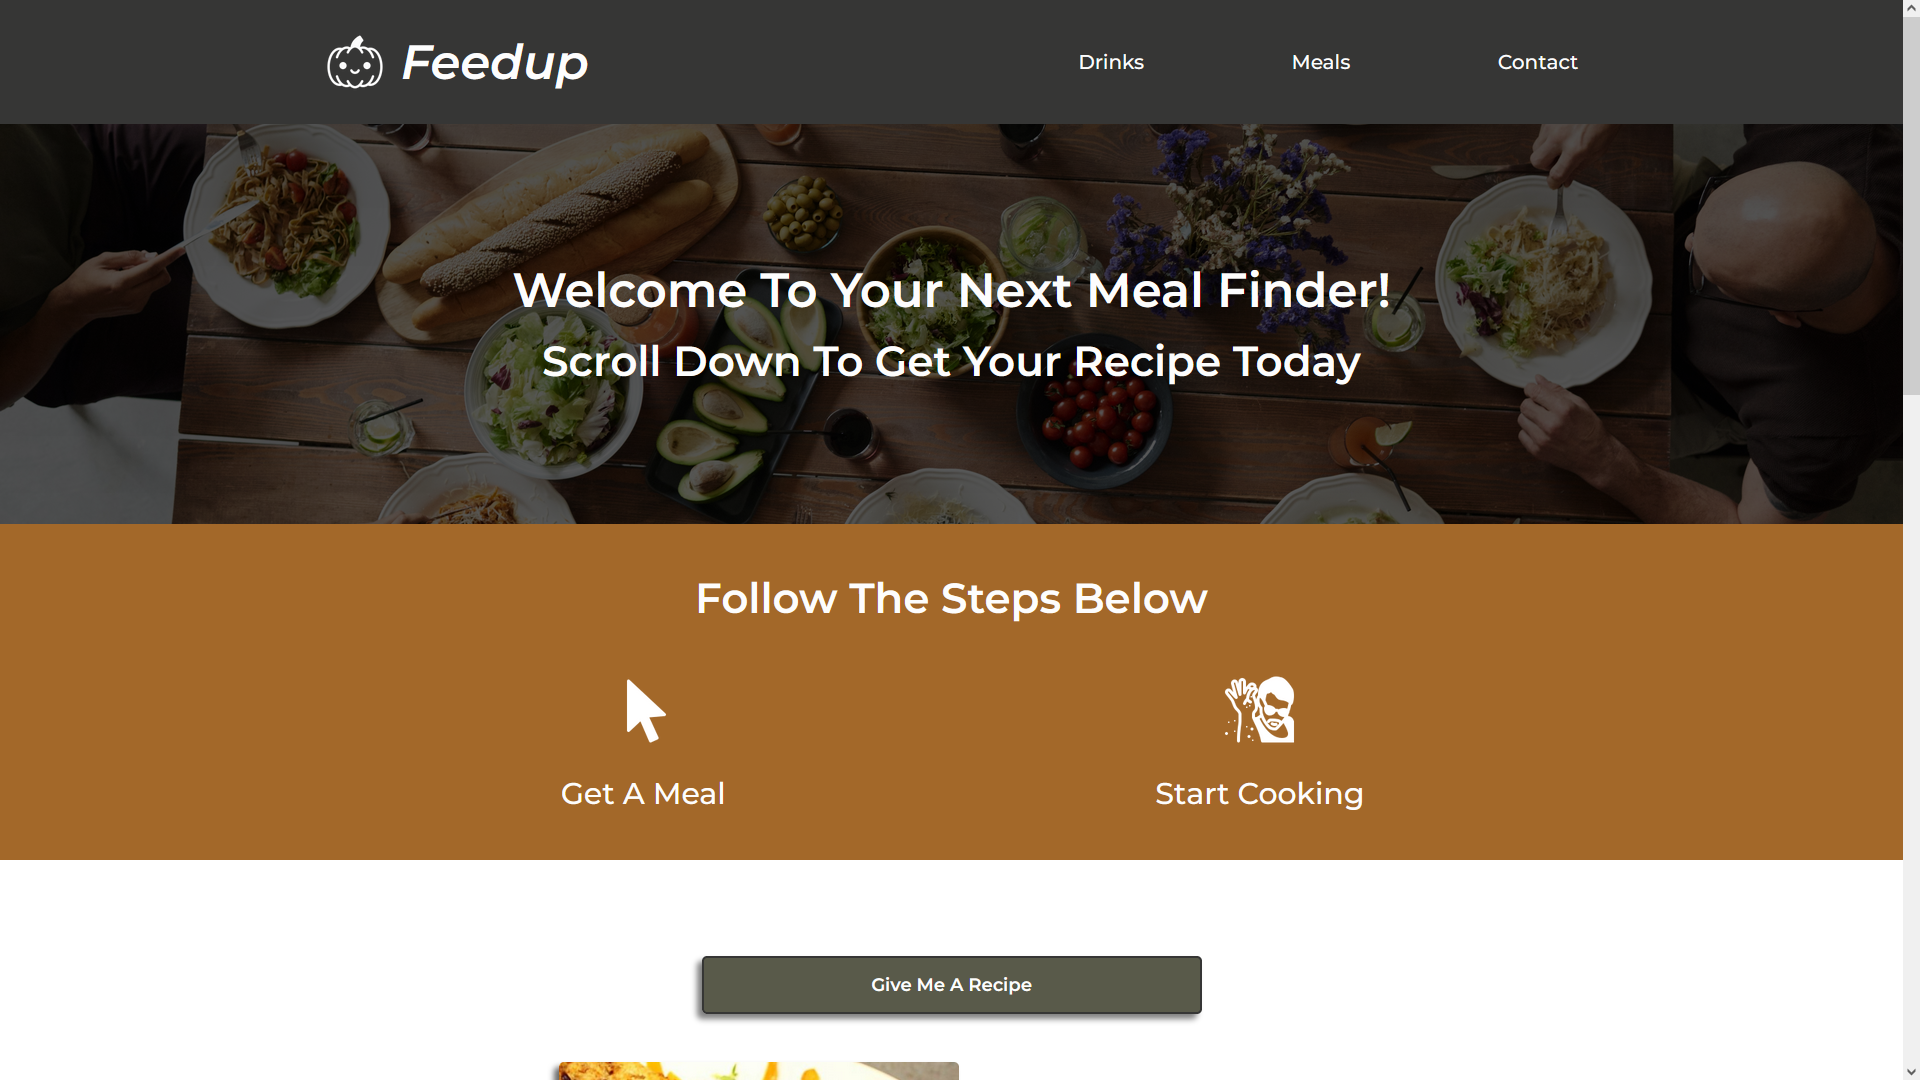 Feedup
Drinks
Meals
Contact
Welcome To Your Next Meal Finder!
Scroll Down To Get Your Recipe Today
Follow The Steps Below
Get A Meal
Start Cooking
Give Me A Recipe